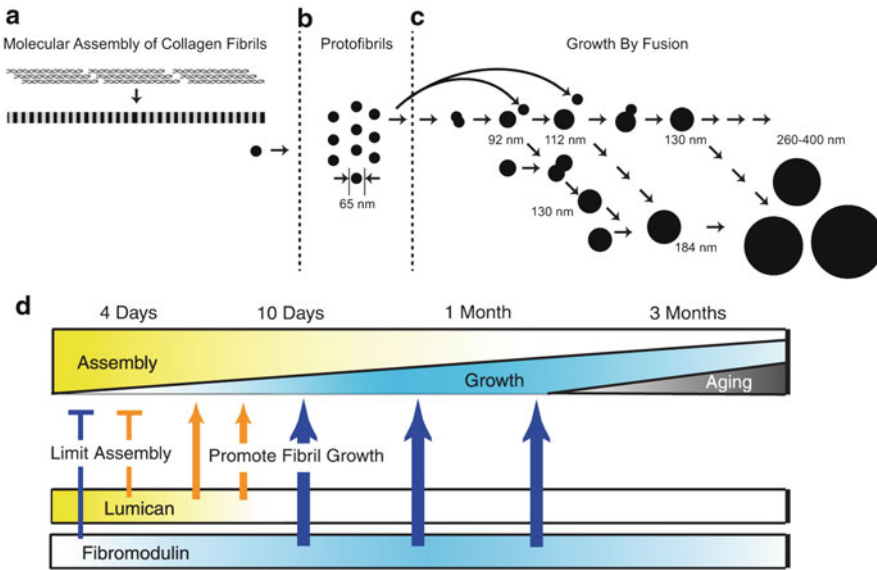 a
b
c
Molecular Assembly of Collagen Fibrils
Protofibrils
Growth By Fusion
92 nm
112 nm
130 nm
260-400 nm
65 nm
130 nm
184 nm
d
4 Days
10 Days
1 Month
3 Months
Assembly
Growth
Aging
Limit Assembly
Promote Fibril Growth
Lumican
Fibromodulin